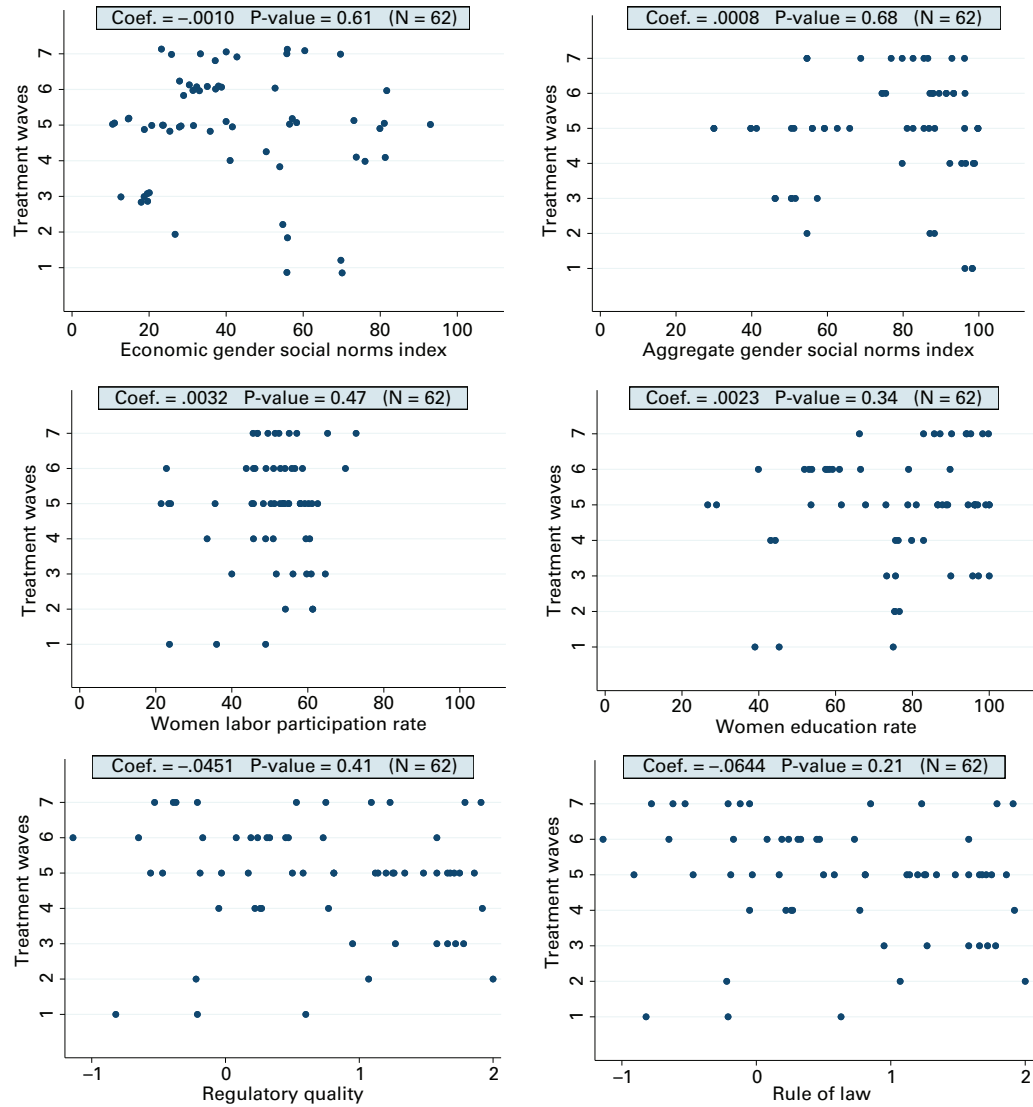 Coef. = –.0010 P-value = 0.61 (N = 62)
Treatment waves
7
6
5
4
3
2
1
0 20 40 60 80 100
Economic gender social norms index
Coef. = .0008 P-value = 0.68 (N = 62)
Treatment waves
7
6
5
4
3
2
1
0 20 40 60 80 100
Aggregate gender social norms index
Coef. = .0032 P-value = 0.47 (N = 62)
Treatment waves
7
6
5
4
3
2
1
0 20 40 60 80 100
Women labor participation rate
Coef. = .0023 P-value = 0.34 (N = 62)
Treatment waves
7
6
5
4
3
2
1
0 20 40 60 80 100
Women education rate
Coef. = –.0451 P-value = 0.41 (N = 62)
Treatment waves
7
6
5
4
3
2
1
–1 0 1 2
Regulatory quality
Coef. = –.0644 P-value = 0.21 (N = 62)
Treatment waves
7
6
5
4
3
2
1
–1 0 1 2
Rule of law